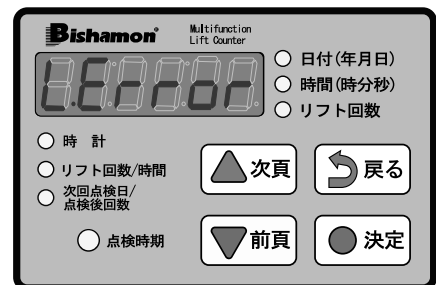 Bishamon
Multifunction
Lift Counter
L.Error
日付(年月日)
時間(時分秒)
リフト回数
時 計
リフト回数/時間
次回点検日/
点検後回数
点検時期
次頁
戻る
前頁
決定